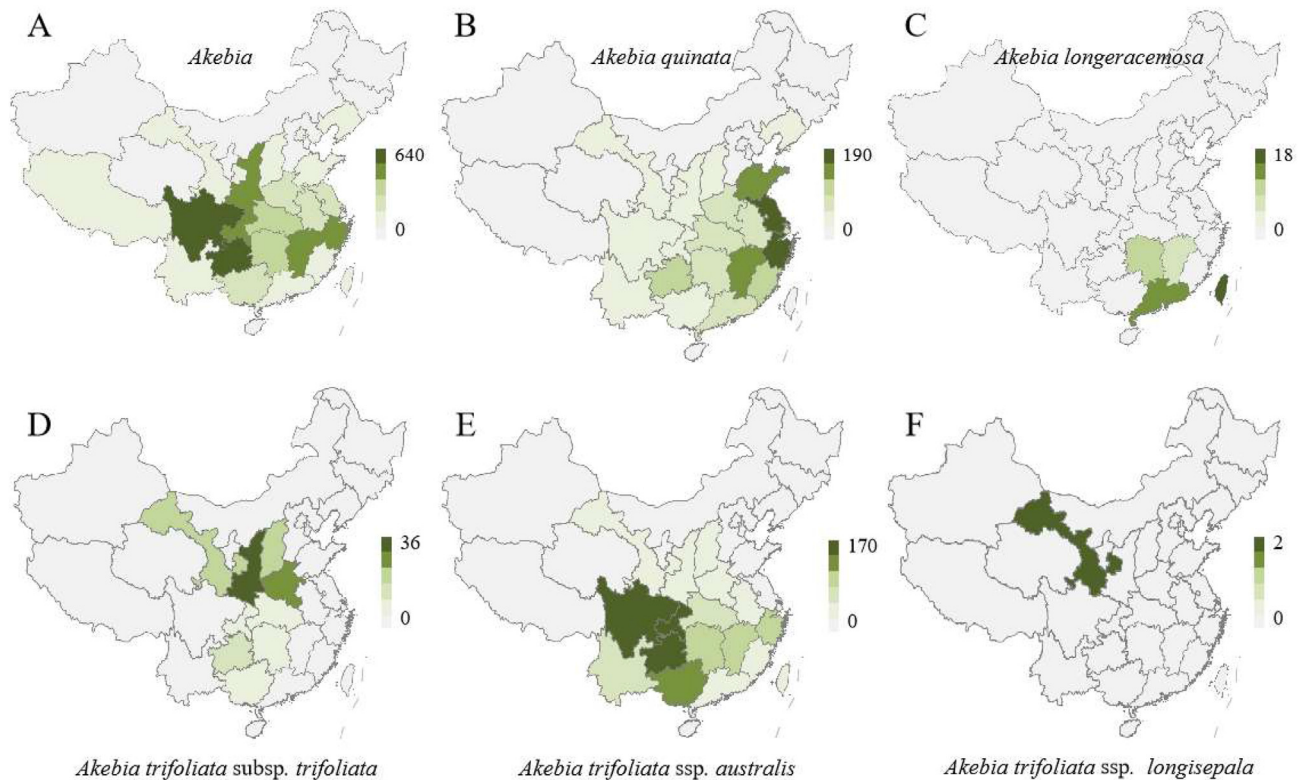 A
Akebia
640
0
B
Akebia quinata
190
0
C
Akebia longeracemosa
18
0
D
36
0
Akebia trifoliata subsp. trifoliata
E
170
0
Akebia trifoliata ssp. australis
F
2
0
Akebia trifoliata ssp. longisepala